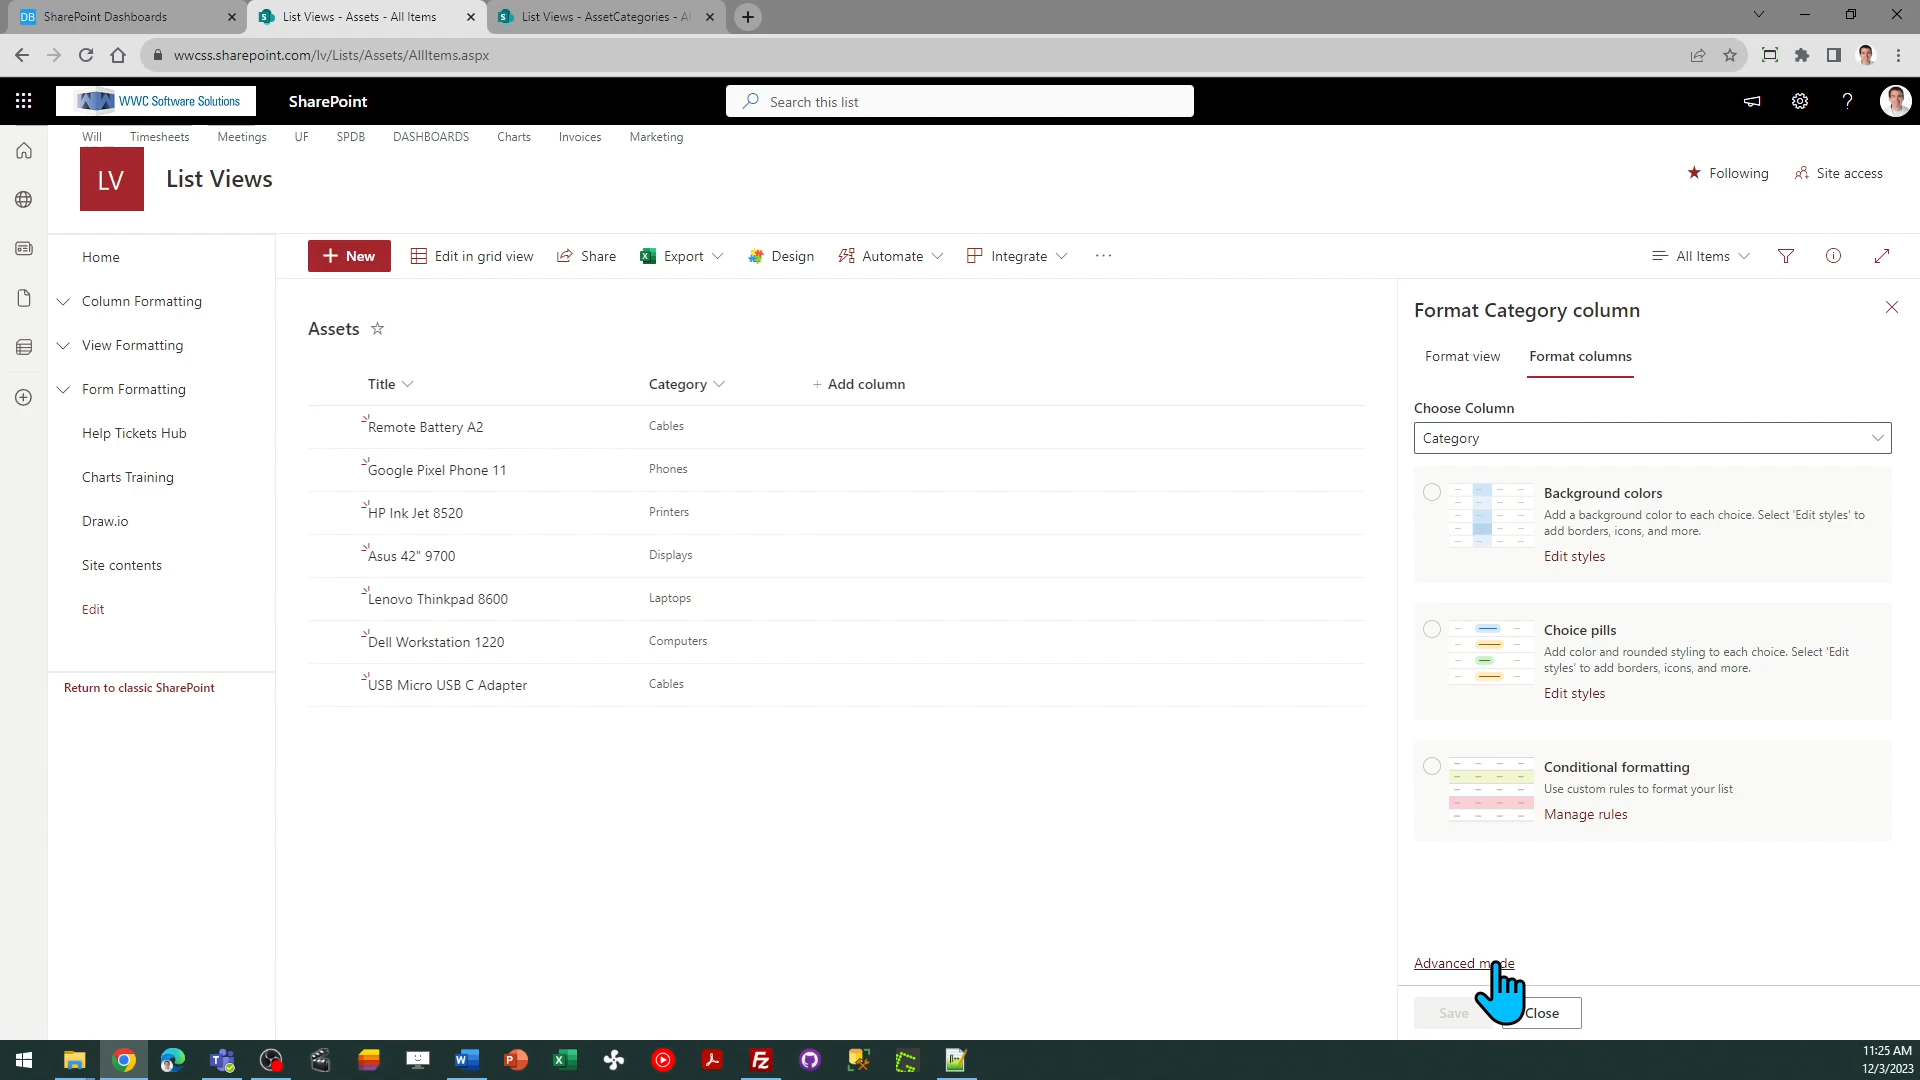 DB SharePoint Dashboards
List Views - Assets - All Items
List Views - AssetCategories - Al
wwcss.sharepoint.com/lv/Lists/Assets/AllItems.aspx
WWC Software Solutions
SharePoint
Search this list
Will Timesheets Meetings UF SPDB DASHBOARDS Charts Invoices Marketing
LV
List Views
Following
Site access
Home
Column Formatting
View Formatting
Form Formatting
Help Tickets Hub
Charts Training
Draw.io
Site contents
Edit
Return to classic SharePoint
New
Edit in grid view
Share
Export
Design
Automate
Integrate
All Items
Assets
Title Category + Add column
Remote Battery A2 Cables
Google Pixel Phone 11 Phones
HP Ink Jet 8520 Printers
Asus 42" 9700 Displays
Lenovo Thinkpad 8600 Laptops
Dell Workstation 1220 Computers
USB Micro USB C Adapter Cables
Format Category column
Format view
Format columns
Choose Column
Category
Background colors
Add a background color to each choice. Select 'Edit styles' to
add borders, icons, and more.
Edit styles
Choice pills
Add color and rounded styling to each choice. Select 'Edit
styles' to add borders, icons, and more.
Edit styles
Conditional formatting
Use custom rules to format your list
Manage rules
Advanced mode
Save
Close
11:25 AM
12/3/2023